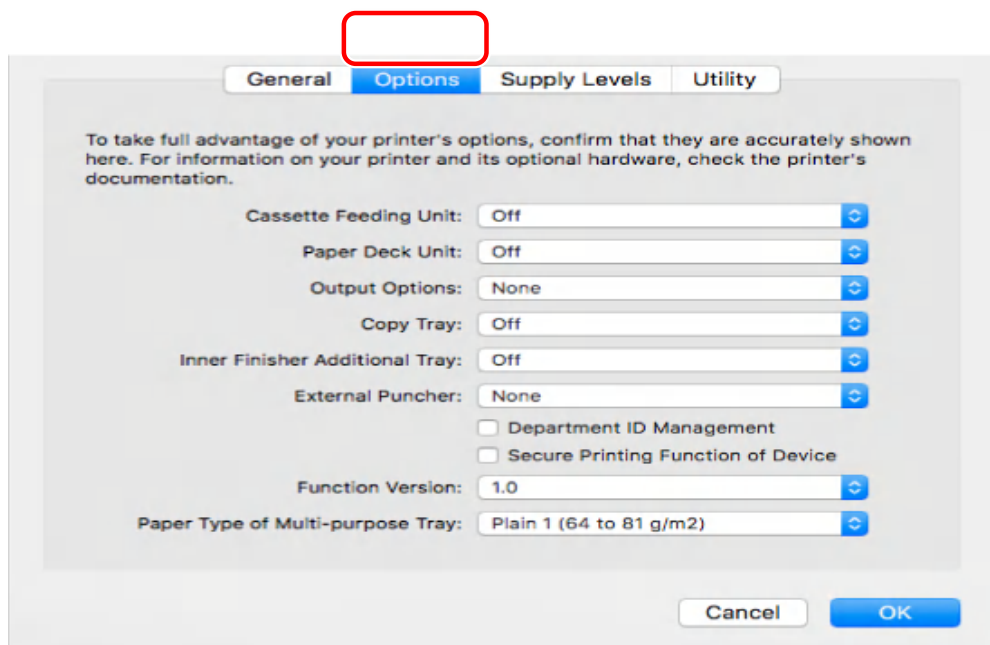 General Options Supply Levels Utility
To take full advantage of your printer's options, confirm that they are accurately shown
here. For information on your printer and its optional hardware, check the printer's
documentation.
Cassette Feeding Unit: Off
Paper Deck Unit: Off
Output Options: None
Copy Tray: Off
Inner Finisher Additional Tray: Off
External Puncher: None
Department ID Management
Secure Printing Function of Device
Function Version: 1.0
Paper Type of Multi-purpose Tray: Plain 1 (64 to 81 g/m2)
Cancel OK